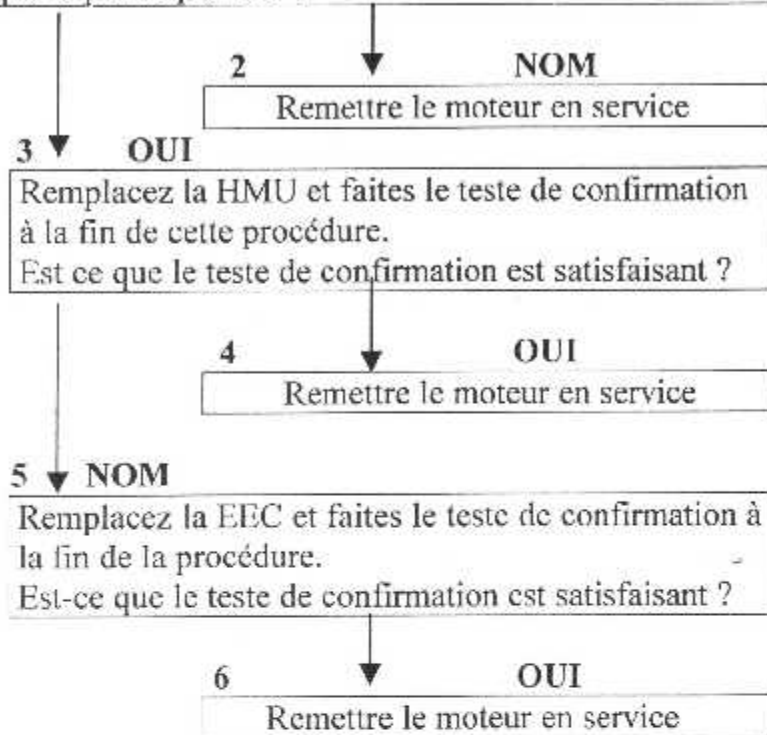 2 NOM
Remettre le moteur en service
3 OUI
Remplacez la HMU et faites le teste de confirmation
à la fin de cette procédure.
Est ce que le teste de confirmation est satisfaisant ?
4 OUI
Remettre le moteur en service
5 NOM
Remplacez la EEC et faites le teste de confirmation à
la fin de la procédure.
Est-ce que le teste de confirmation est satisfaisant ?
6 OUI
Remettre le moteur en service